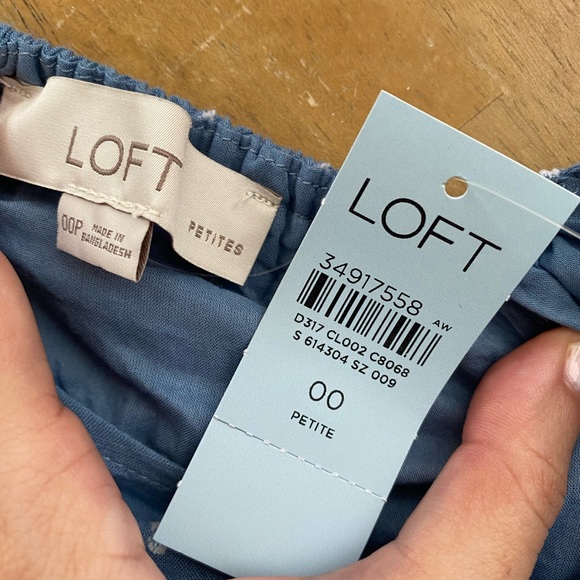 LOFT
PETITES
00P
MADE IN
BANGLADESH
LOFT
34917558
AW
D317 CL002 C8068
S 614304 SZ 009
00
PETITE